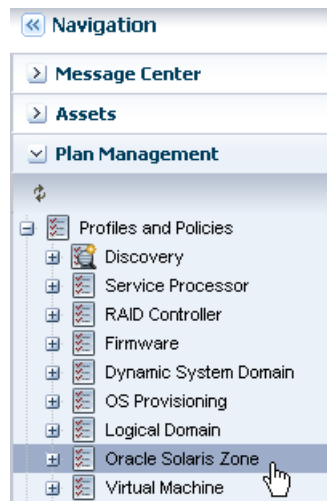 Navigation
Message Center
Assets
Plan Management
Profiles and Policies
Discovery
Service Processor
RAID Controller
Firmware
Dynamic System Domain
OS Provisioning
Logical Domain
Oracle Solaris Zone
Virtual Machine